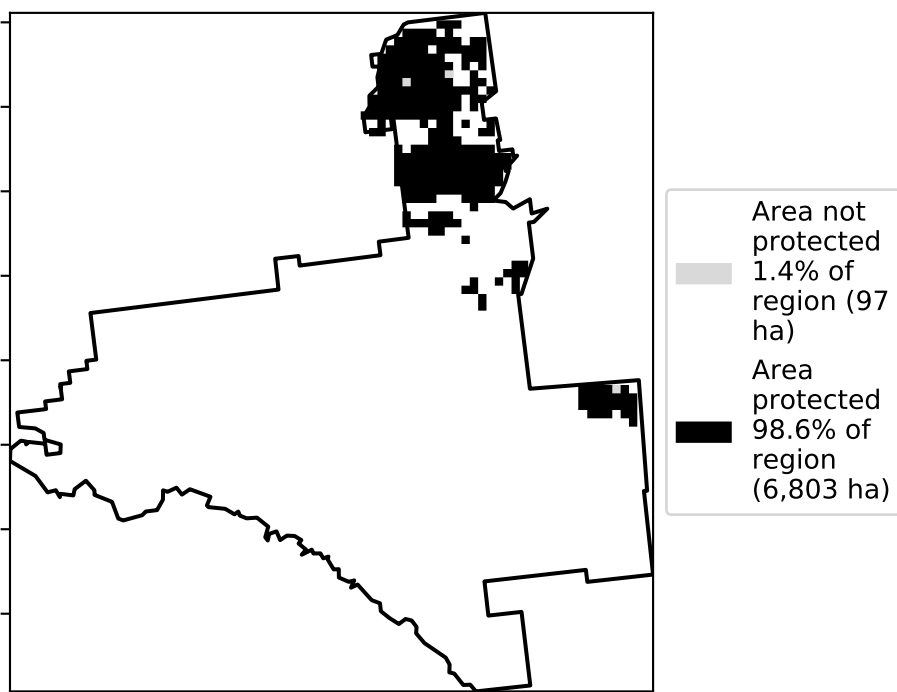 Area not
protected
1.4% of
region (97
ha)
Area
protected
98.6% of
region
(6,803 ha)